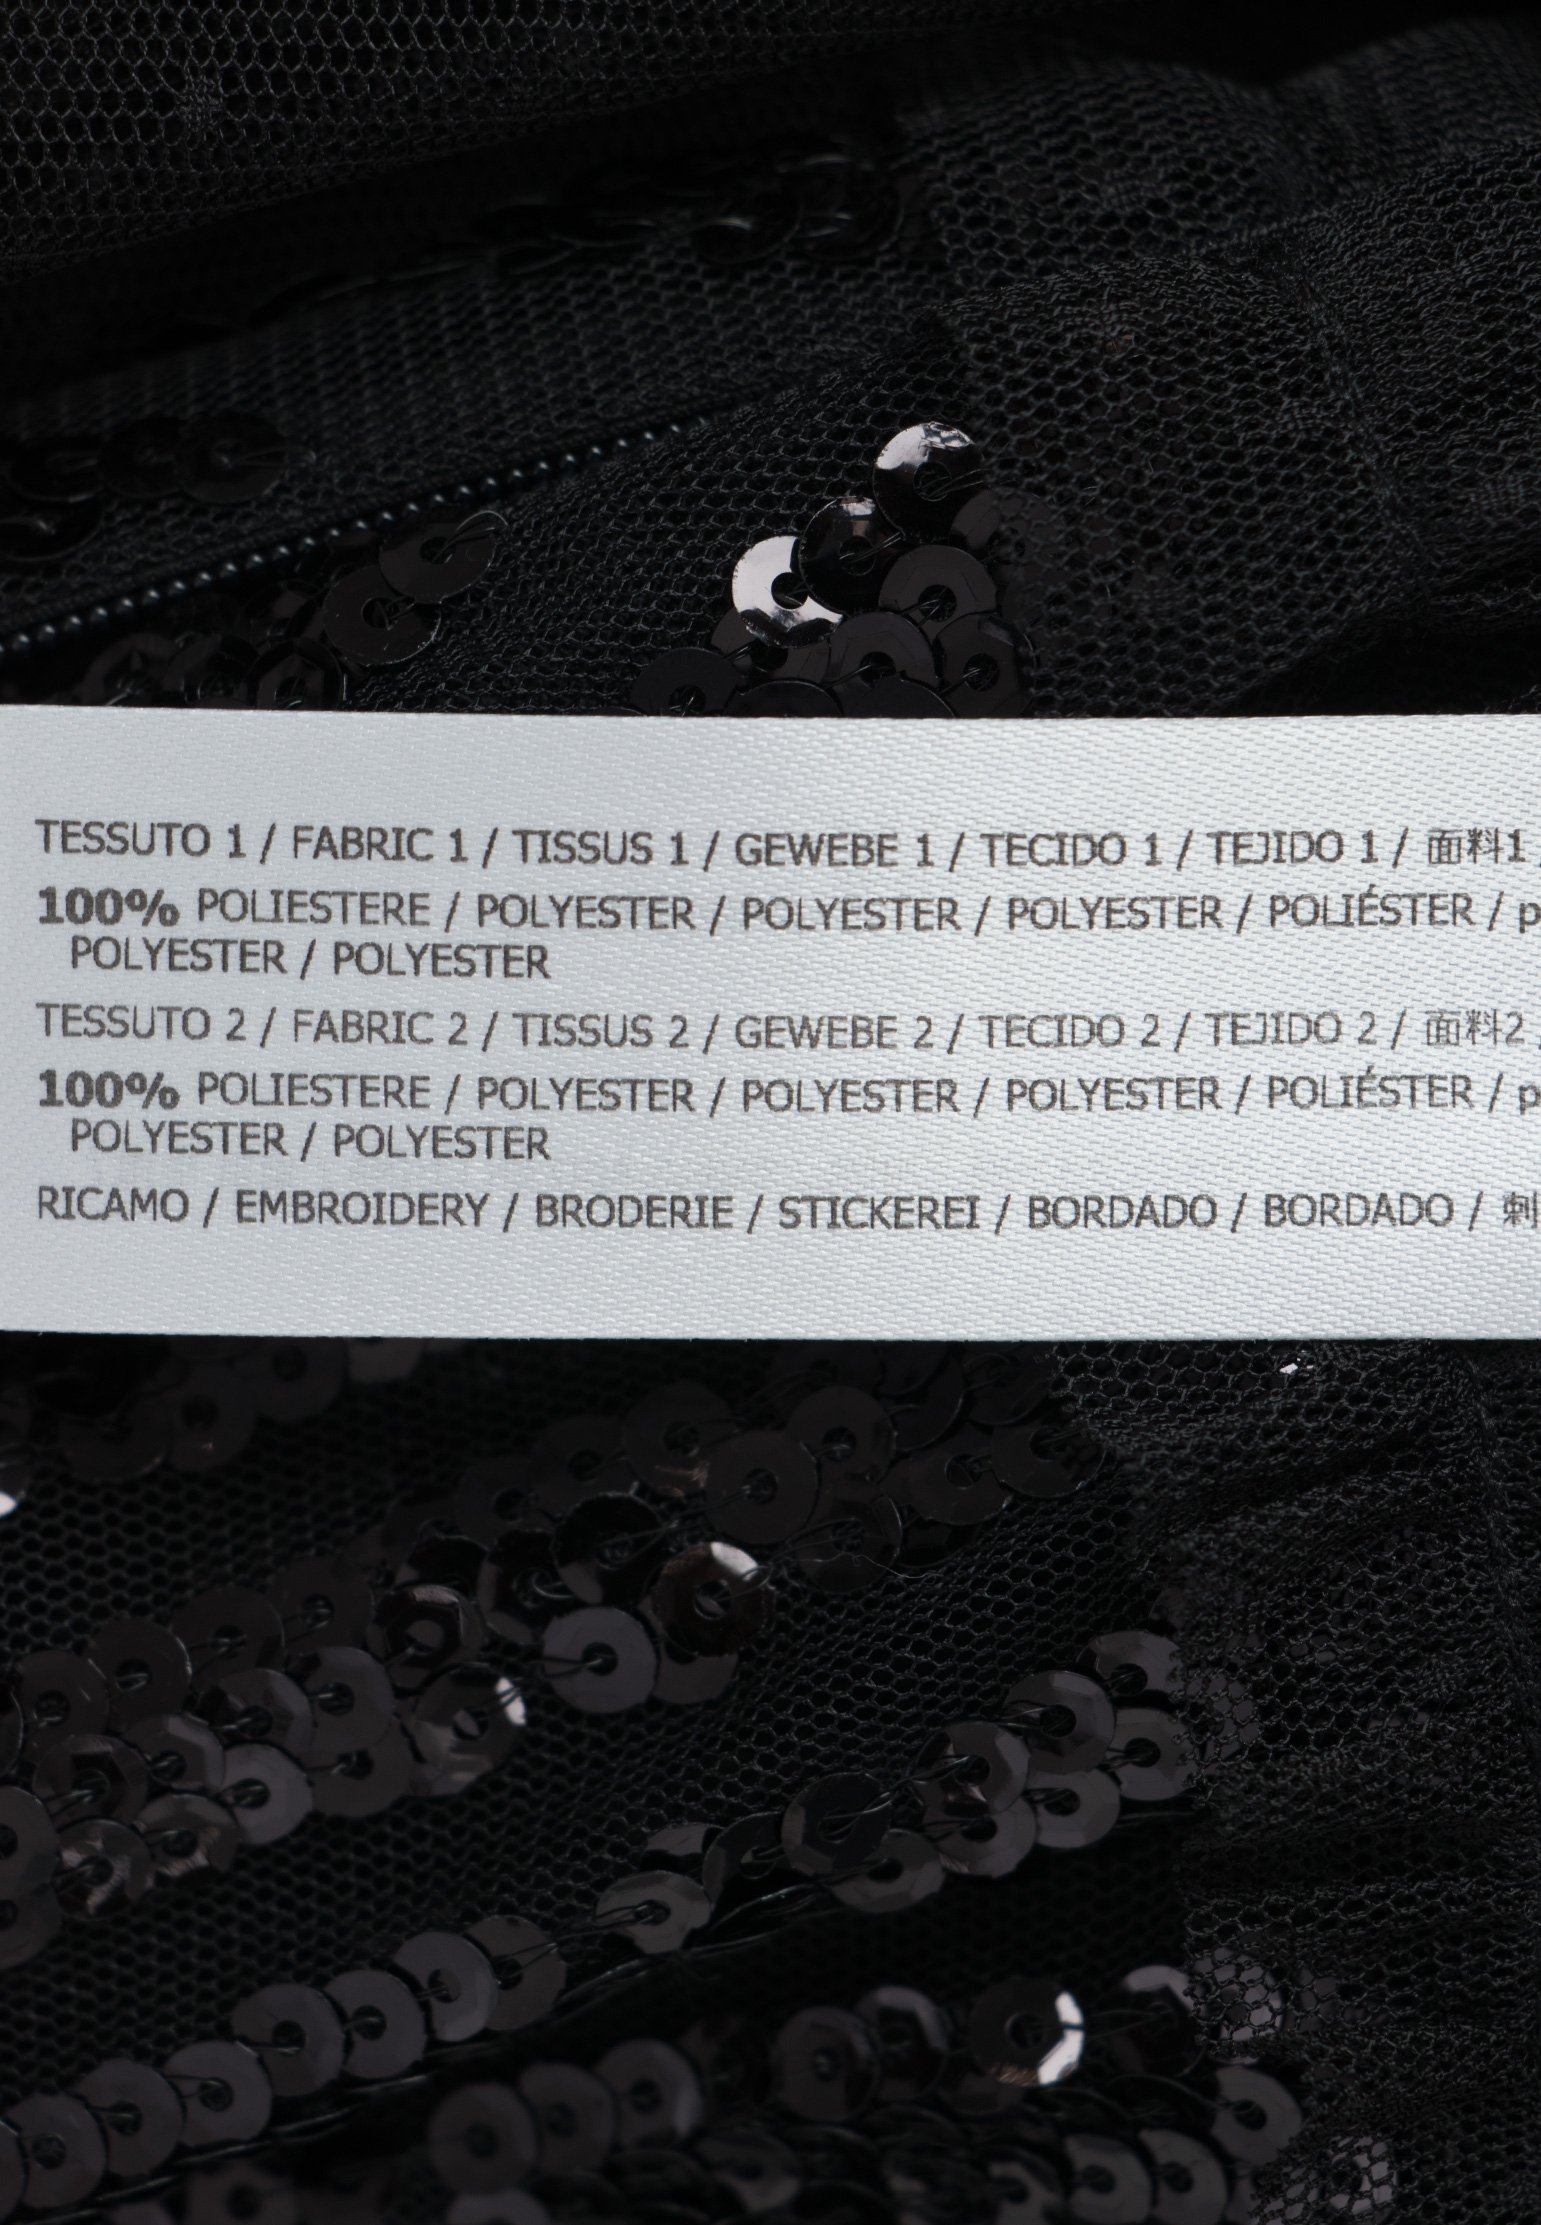 TESSUTO 1 / FABRIC 1 / TISSUS 1 / GEWEBE 1 / TECIDO 1 / TEJIDO 1 / 面料1
100% POLIESTERE / POLYESTER / POLYESTER / POLYESTER / POLIÉSTER / p
POLYESTER / POLYESTER
TESSUTO 2 / FABRIC 2 / TISSUS 2 / GEWEBE 2 / TECIDO 2 / TEJIDO 2 / 面料2
100% POLIESTERE / POLYESTER / POLYESTER / POLYESTER / POLIÉSTER / p
POLYESTER / POLYESTER
RICAMO / EMBROIDERY / BRODERIE / STICKEREI / BORDADO / BORDADO / 刺